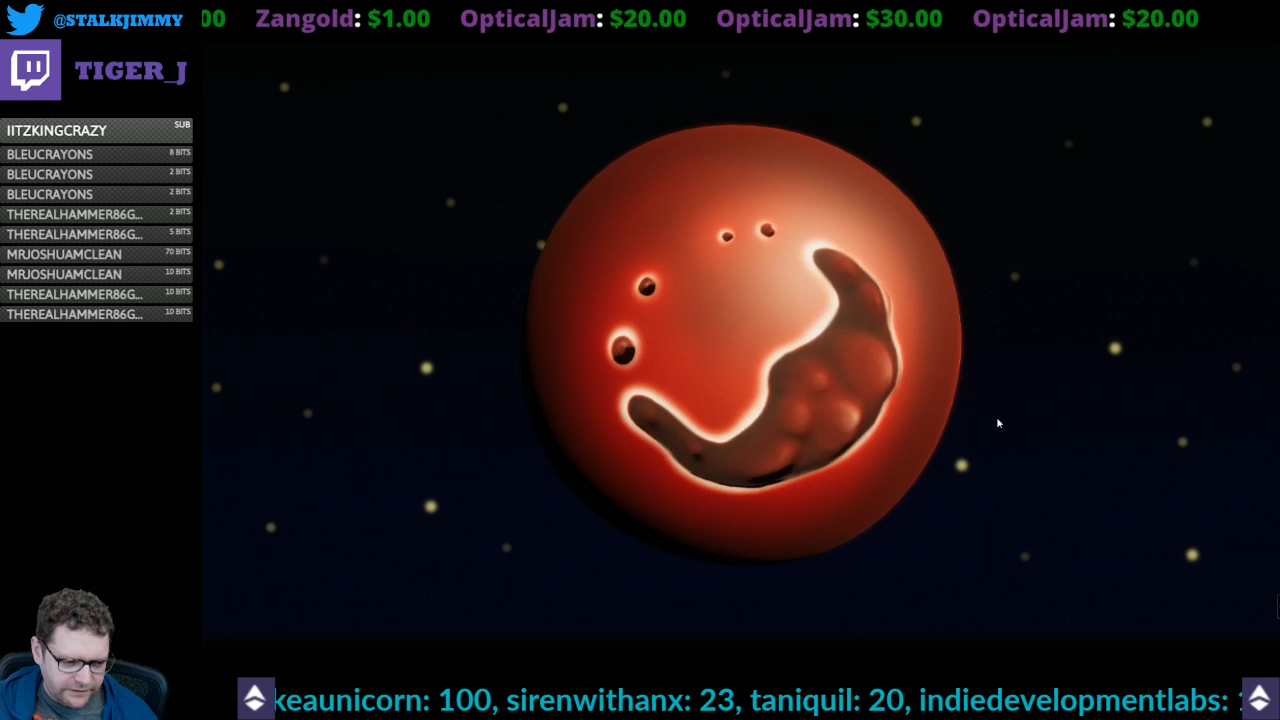 @STALKJIMMY
00 Zangold: $1.00 OpticalJam: $20.00 OpticalJam: $30.00 OpticalJam: $20.00
TIGER_J
IITZKINGCRAZY SUB
BLEUCRAYONS 8 BITS
BLEUCRAYONS 2 BITS
BLEUCRAYONS 2 BITS
THEREALHAMMER86G... 2 BITS
THEREALHAMMER86G... 5 BITS
MRJOSHUAMCLEAN 70 BITS
MRJOSHUAMCLEAN 10 BITS
THEREALHAMMER86G... 10 BITS
THEREALHAMMER86G... 10 BITS
keaunicorn: 100, sirenwithanx: 23, taniquil: 20, indiedevelopmentlabs: